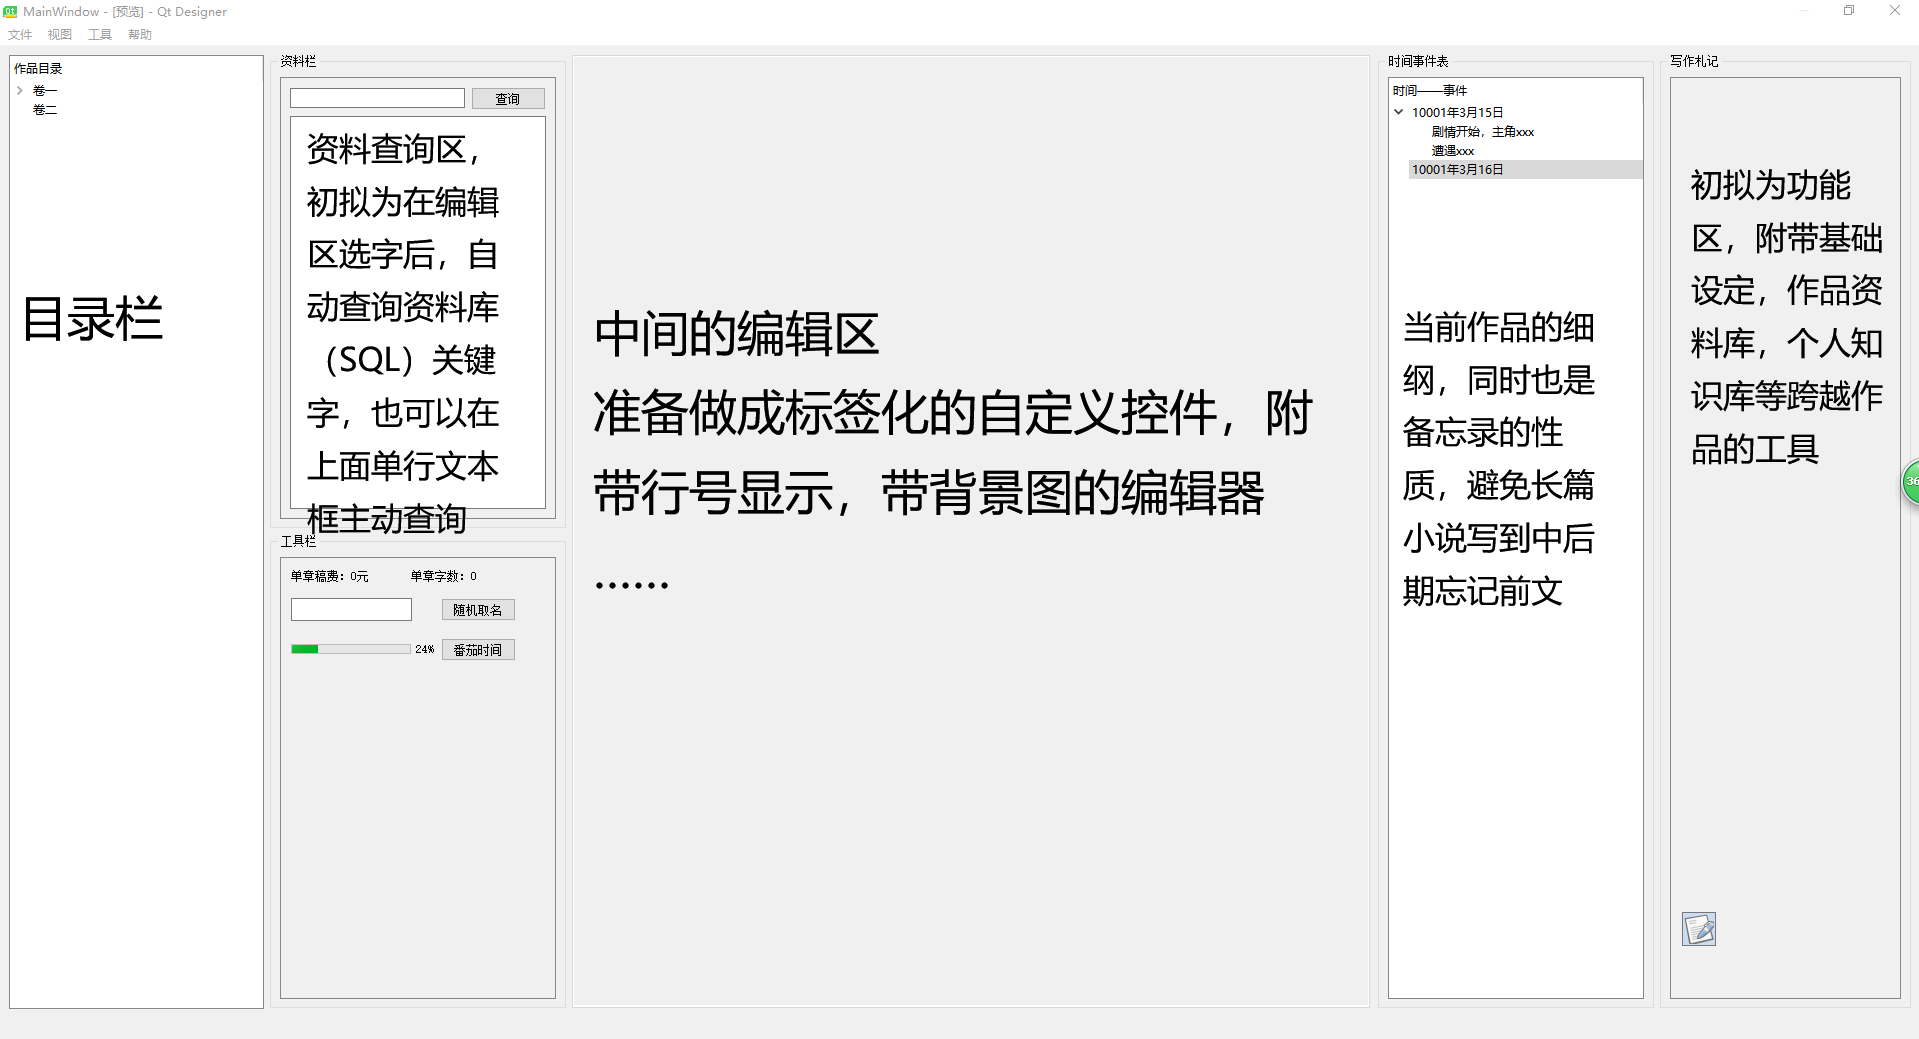 MainWindow - [预览] - Qt Designer
文件 视图 工具 帮助
作品目录
卷一
卷二
目录栏
资料栏
查询
资料查询区，
初拟为在编辑
区选字后，自
动查询资料库
（SQL）关键
字，也可以在
上面单行文本
框主动查询
工具栏
单章稿费：0元 单章字数：0
随机取名
24% 番茄时间
中间的编辑区
准备做成标签化的自定义控件，附
带行号显示，带背景图的编辑器
......
时间事件表
时间——事件
10001年3月15日
剧情开始，主角xxx
遭遇xxx
10001年3月16日
当前作品的细
纲，同时也是
备忘录的性
质，避免长篇
小说写到中后
期忘记前文
写作札记
初拟为功能
区，附带基础
设定，作品资
料库，个人知
识库等跨越作
品的工具
36